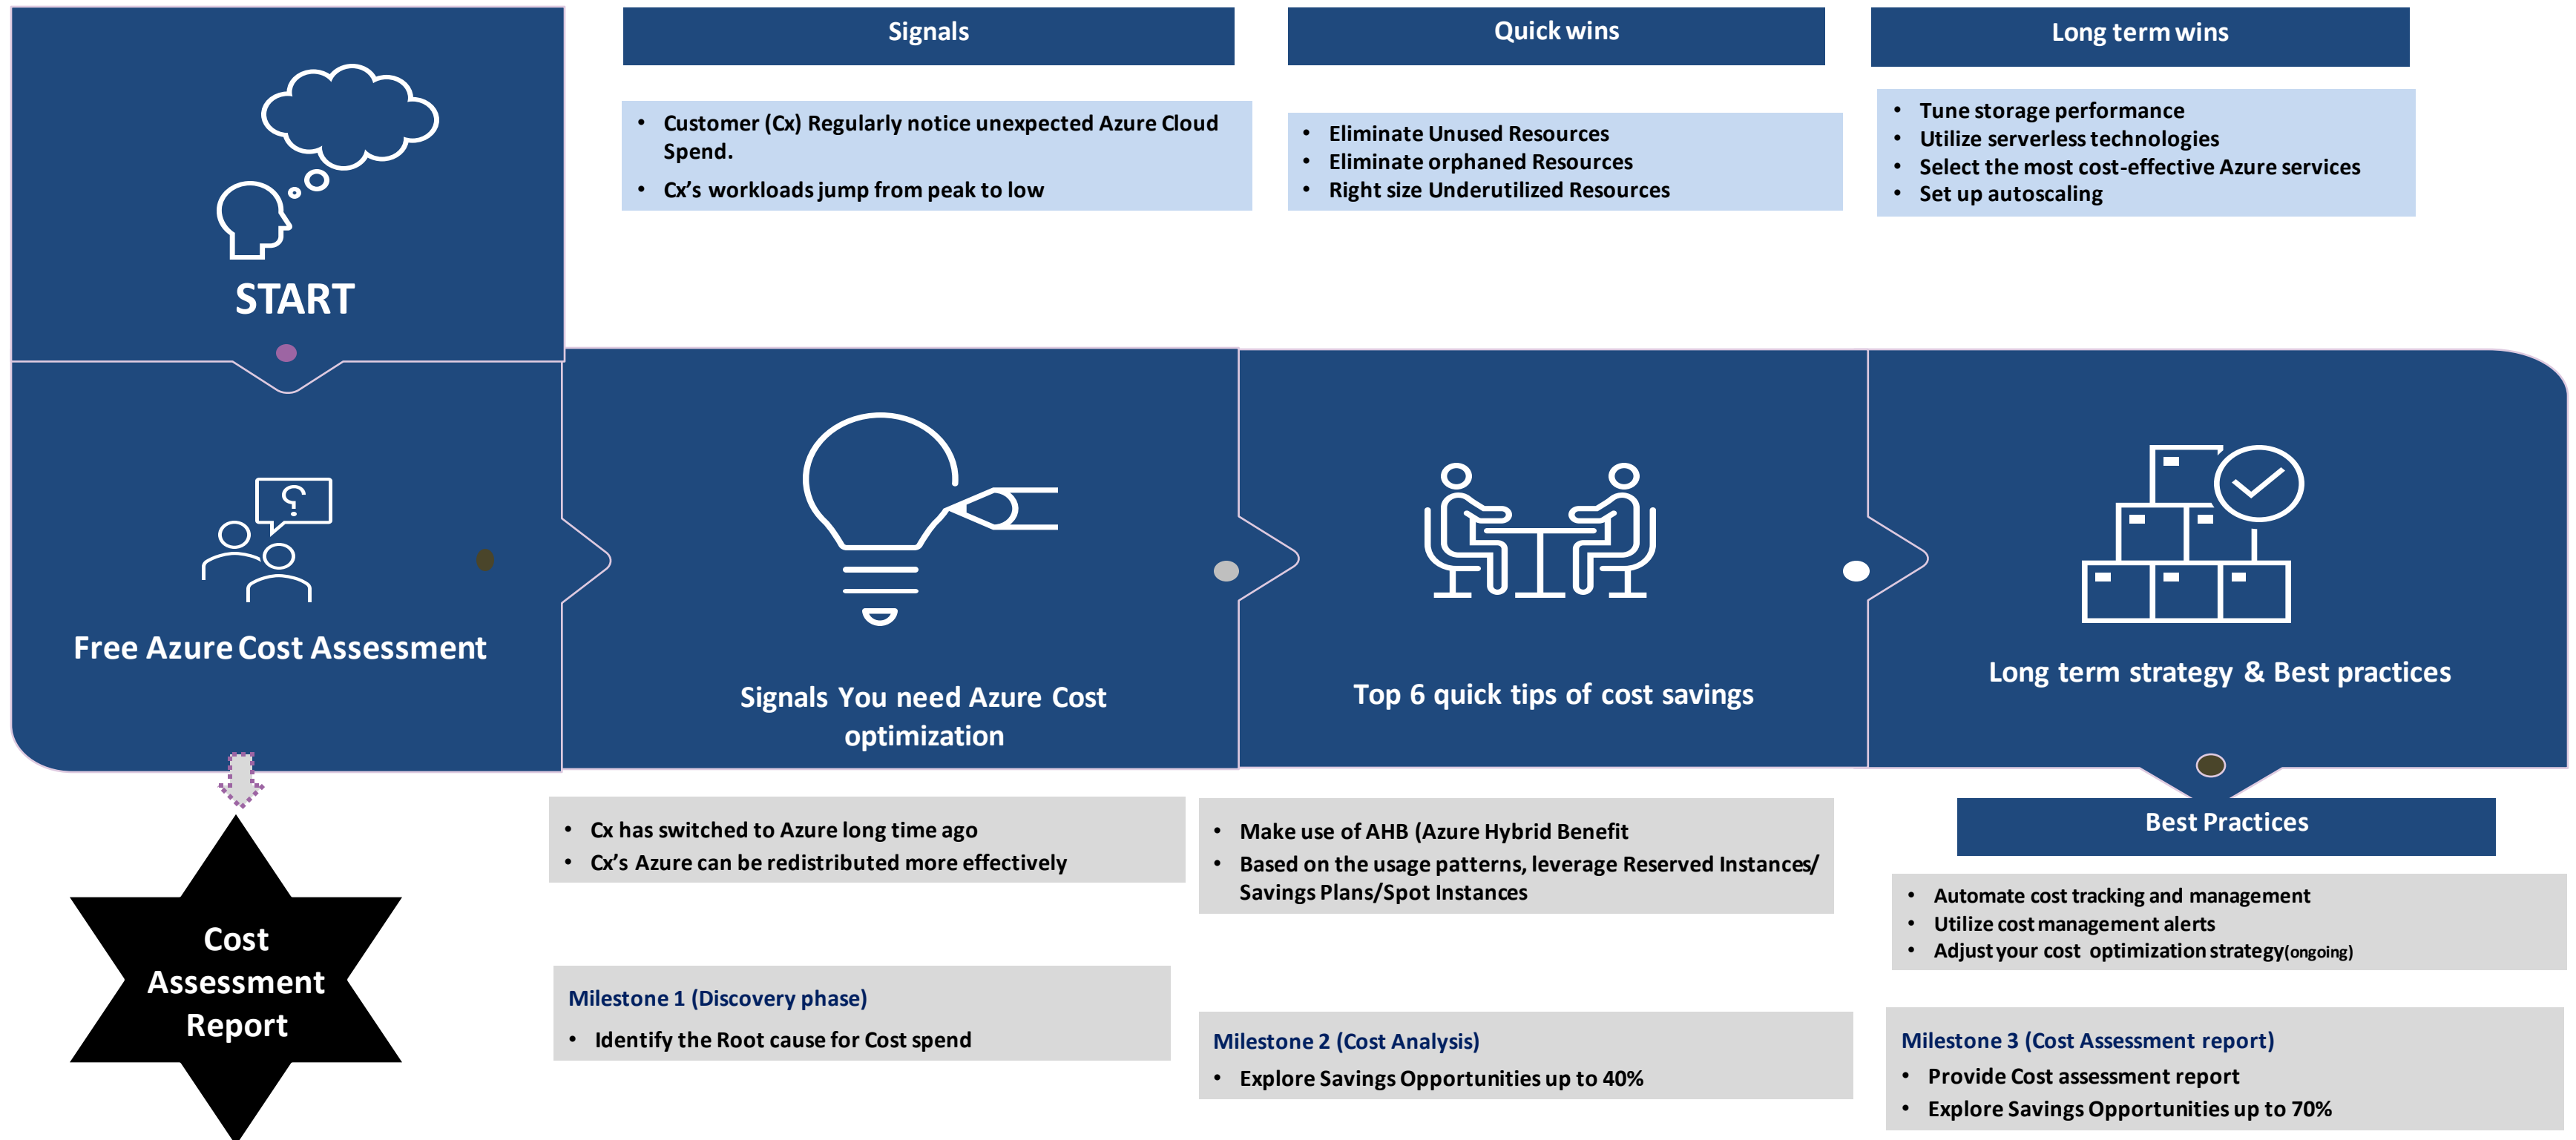 START
Signals
• Customer (Cx) Regularly notice unexpected Azure Cloud
Spend.
• Cx's workloads jump from peak to low
Quick wins
• Eliminate Unused Resources
• Eliminate orphaned Resources
• Right size Underutilized Resources
Long term wins
• Tune storage performance
• Utilize serverless technologies
• Select the most cost-effective Azure services
• Set up autoscaling
Free Azure Cost Assessment
Signals You need Azure Cost
optimization
Top 6 quick tips of cost savings
Long term strategy & Best practices
Cost
Assessment
Report
• Cx has switched to Azure long time ago
• Cx's Azure can be redistributed more effectively
• Make use of AHB (Azure Hybrid Benefit
• Based on the usage patterns, leverage Reserved Instances/
Savings Plans/Spot Instances
Best Practices
• Automate cost tracking and management
• Utilize cost management alerts
• Adjust your cost optimization strategy(ongoing)
Milestone 1 (Discovery phase)
• Identify the Root cause for Cost spend
Milestone 2 (Cost Analysis)
• Explore Savings Opportunities up to 40%
Milestone 3 (Cost Assessment report)
• Provide Cost assessment report
• Explore Savings Opportunities up to 70%